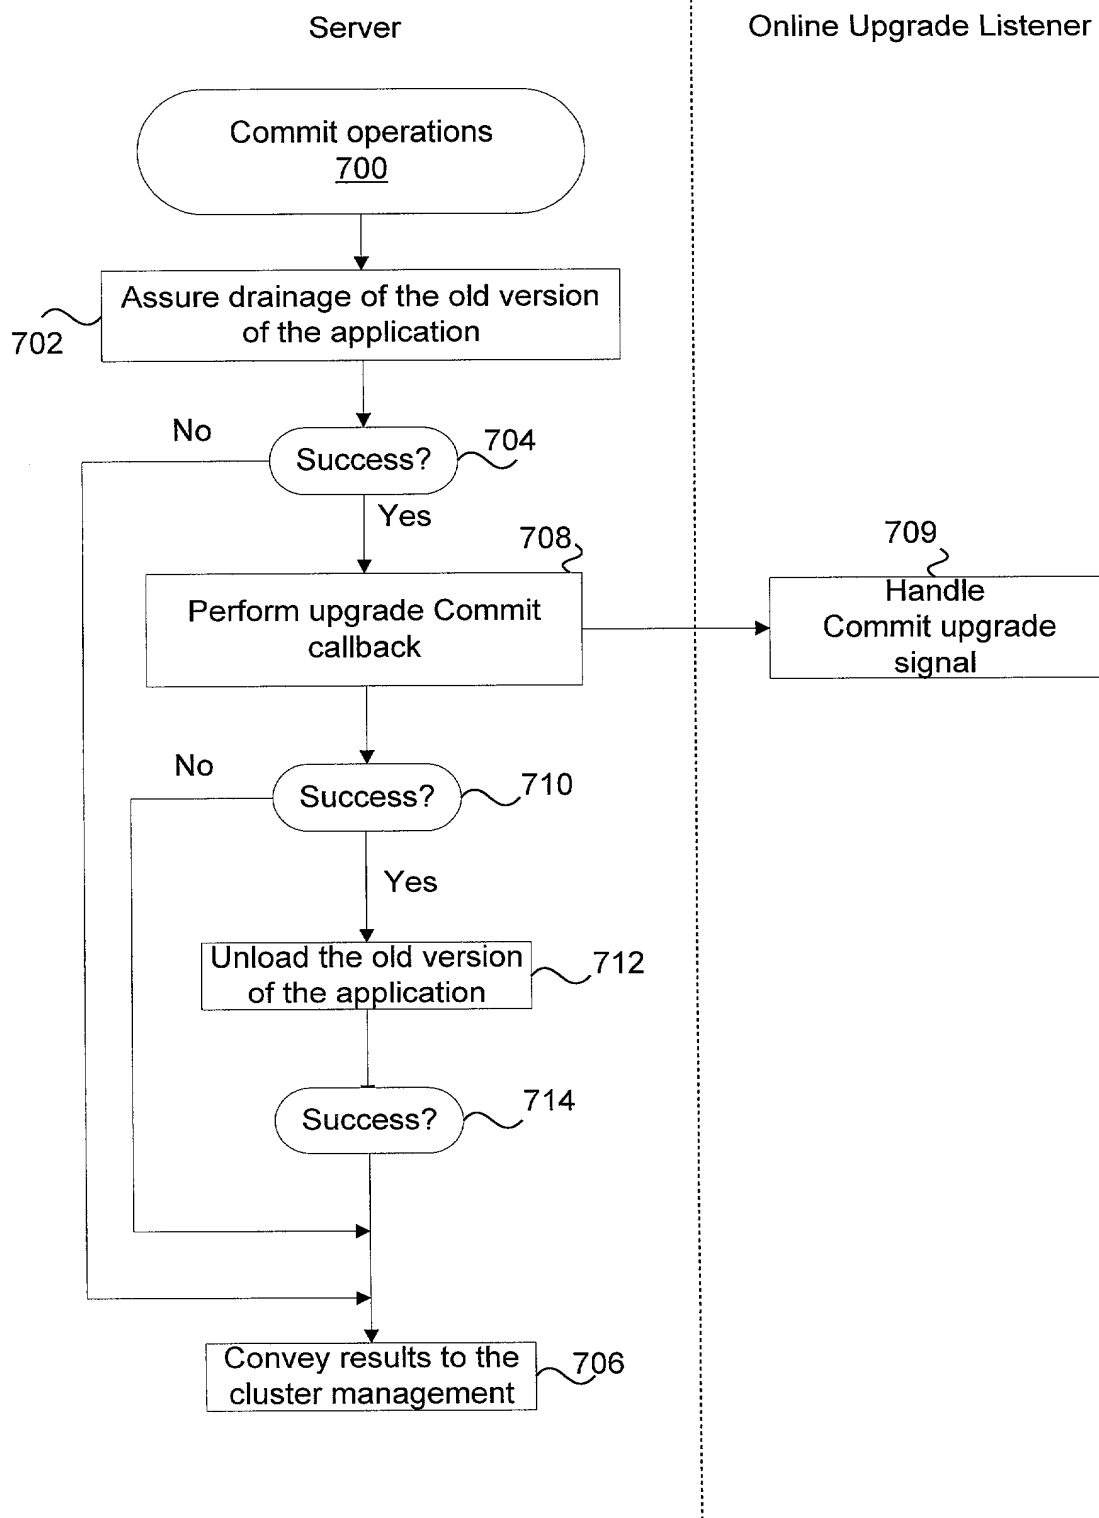 Server
Online Upgrade Listener
Commit operations
700
Assure drainage of the old version
of the application
702
No
Success?
704
Yes
708
709
Perform upgrade Commit
callback
Handle
Commit upgrade
signal
No
Success?
710
Yes
Unload the old version
of the application
712
Success?
714
Convey results to the
cluster management
706